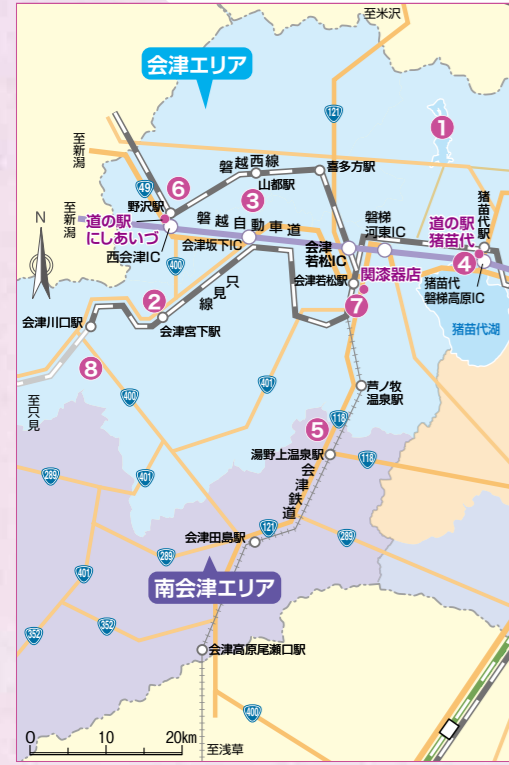 至米沢
会津エリア
121
1
至新潟
49
6
磐越西線
喜多方駅
山都駅
3
野沢駅
至新潟
道の駅
にしあいづ
磐越自動車道
磐梯
河東IC
猪苗代駅
道の駅
猪苗代
4
N
西会津IC
400
会津坂下IC
会津
若松IC
会津若松駅
関漆器店
7
猪苗代
磐梯高原IC
猪苗代湖
2
只見線
会津宮下駅
会津川口駅
8
至只見
400
401
芦ノ牧
温泉駅
5
118
湯野上温泉駅
118
会津鉄道
289
401
121
会津田島駅
289
289
401
南会津エリア
352
352
会津高原尾瀬口駅
400
0 10 20km
至浅草